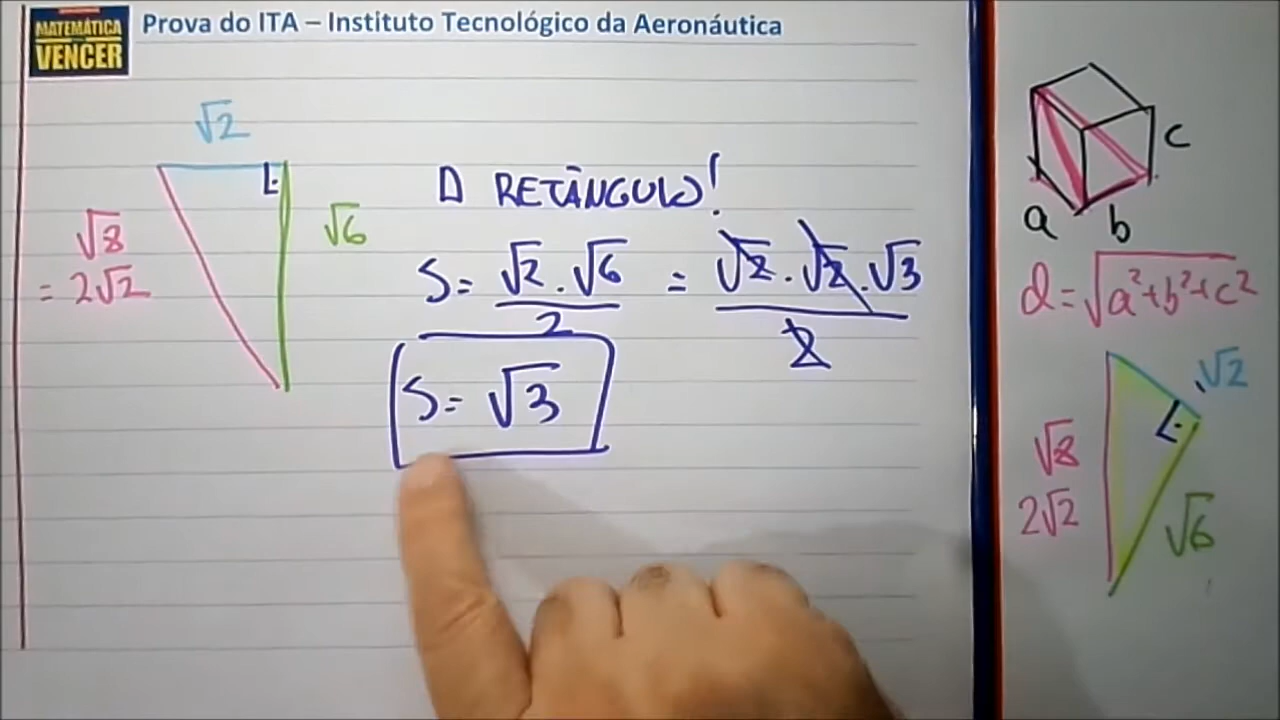 MATEMÁTICA
PRA
VENCER
Prova do ITA – Instituto Tecnológico da Aeronáutica
√2
√8
= 2√2
√6
Δ RETÂNGULO!
S = √2 . √6 / 2 = √2 . √2 . √3 / 2
S = √3
c
a b
d = √a²+b²+c²
√2
√8
2√2
√6